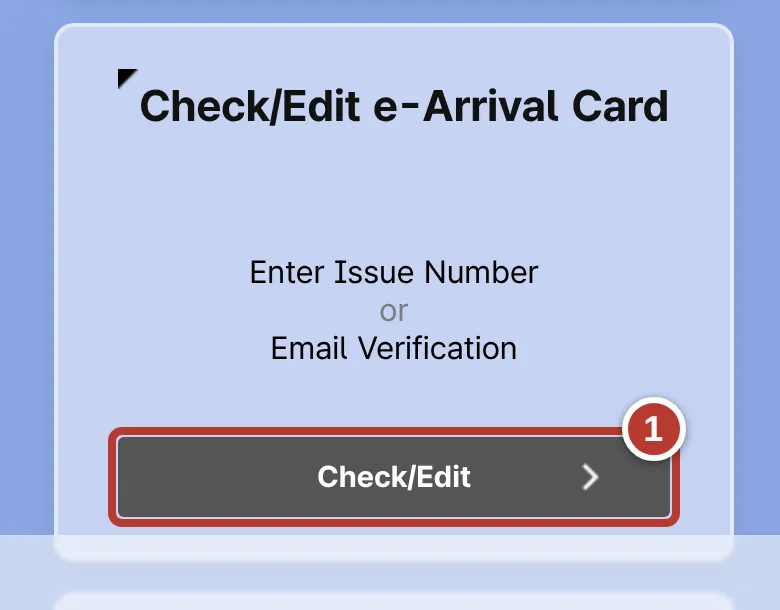 Check/Edit e-Arrival Card
Enter Issue Number
or
Email Verification
1
Check/Edit